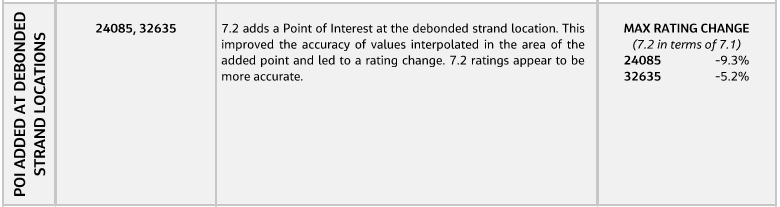 POI ADDED AT DEBONDED
STRAND LOCATIONS
24085, 32635
7.2 adds a Point of Interest at the debonded strand location. This
improved the accuracy of values interpolated in the area of the
added point and led to a rating change. 7.2 ratings appear to be
more accurate.
MAX RATING CHANGE
(7.2 in terms of 7.1)
24085 -9.3%
32635 -5.2%